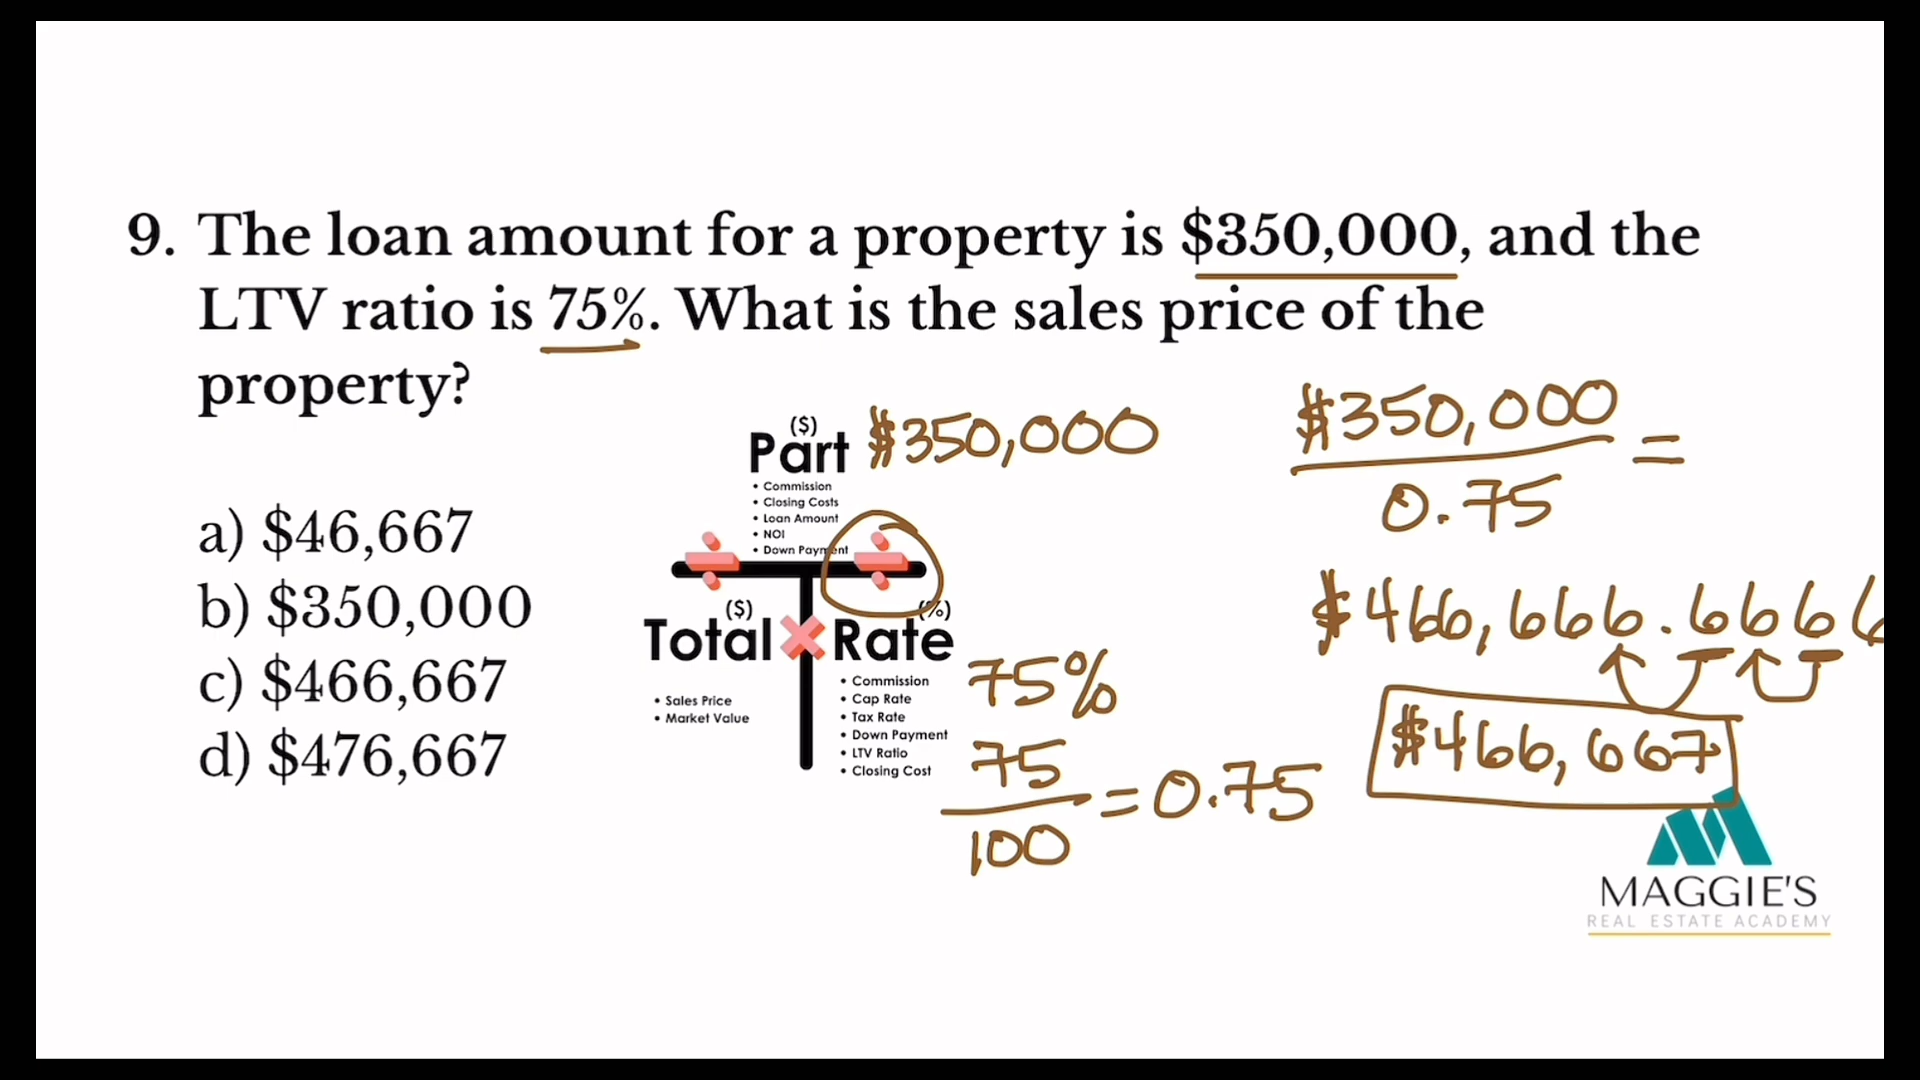 9. The loan amount for a property is $350,000, and the
LTV ratio is 75%. What is the sales price of the
property?
a) $46,667
b) $350,000
c) $466,667
d) $476,667
($)
Part
• Commission
• Closing Costs
• Loan Amount
• NOI
• Down Payment
$350,000
÷ ÷
($)
Total
×
(%)
Rate
• Sales Price
• Market Value
• Commission
• Cap Rate
• Tax Rate
• Down Payment
• LTV Ratio
• Closing Cost
75%
75
100
= 0.75
$350,000
0.75
=
$466,666.6666
$466,667
MAGGIE'S
REAL ESTATE ACADEMY